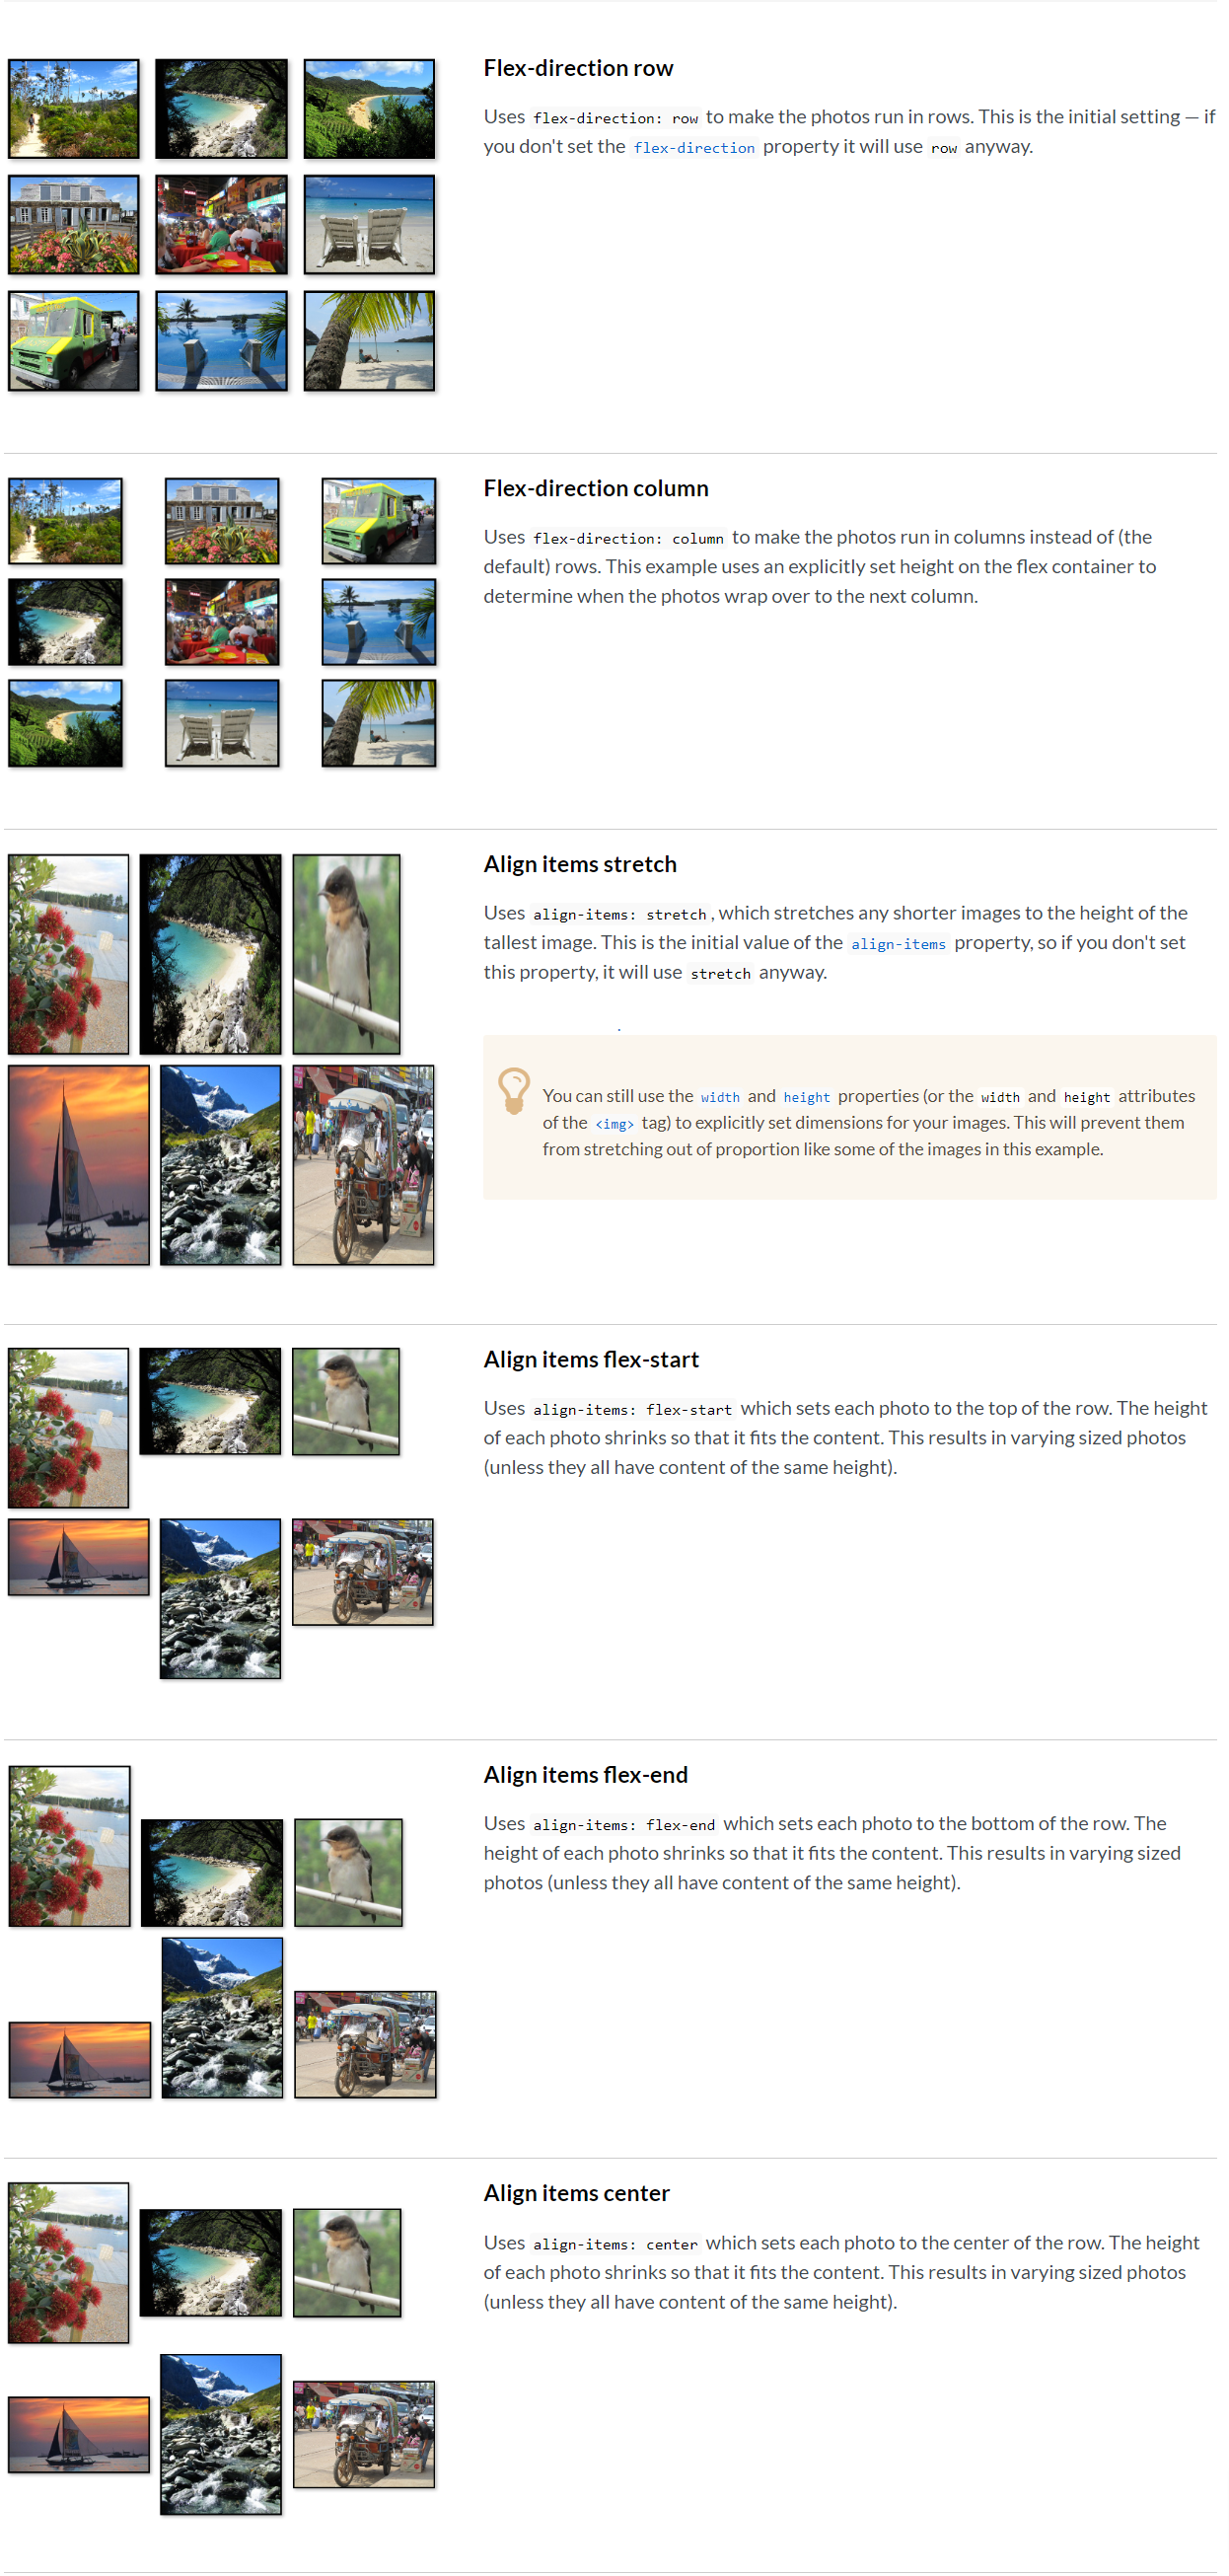 Flex-direction row
Uses flex-direction: row to make the photos run in rows. This is the initial setting — if
you don't set the flex-direction property it will use row anyway.
Flex-direction column
Uses flex-direction: column to make the photos run in columns instead of (the
default) rows. This example uses an explicitly set height on the flex container to
determine when the photos wrap over to the next column.
Align items stretch
Uses align-items: stretch, which stretches any shorter images to the height of the
tallest image. This is the initial value of the align-items property, so if you don't set
this property, it will use stretch anyway.
You can still use the width and height properties (or the width and height attributes
of the <img> tag) to explicitly set dimensions for your images. This will prevent them
from stretching out of proportion like some of the images in this example.
Align items flex-start
Uses align-items: flex-start which sets each photo to the top of the row. The height
of each photo shrinks so that it fits the content. This results in varying sized photos
(unless they all have content of the same height).
Align items flex-end
Uses align-items: flex-end which sets each photo to the bottom of the row. The
height of each photo shrinks so that it fits the content. This results in varying sized
photos (unless they all have content of the same height).
Align items center
Uses align-items: center which sets each photo to the center of the row. The height
of each photo shrinks so that it fits the content. This results in varying sized photos
(unless they all have content of the same height).